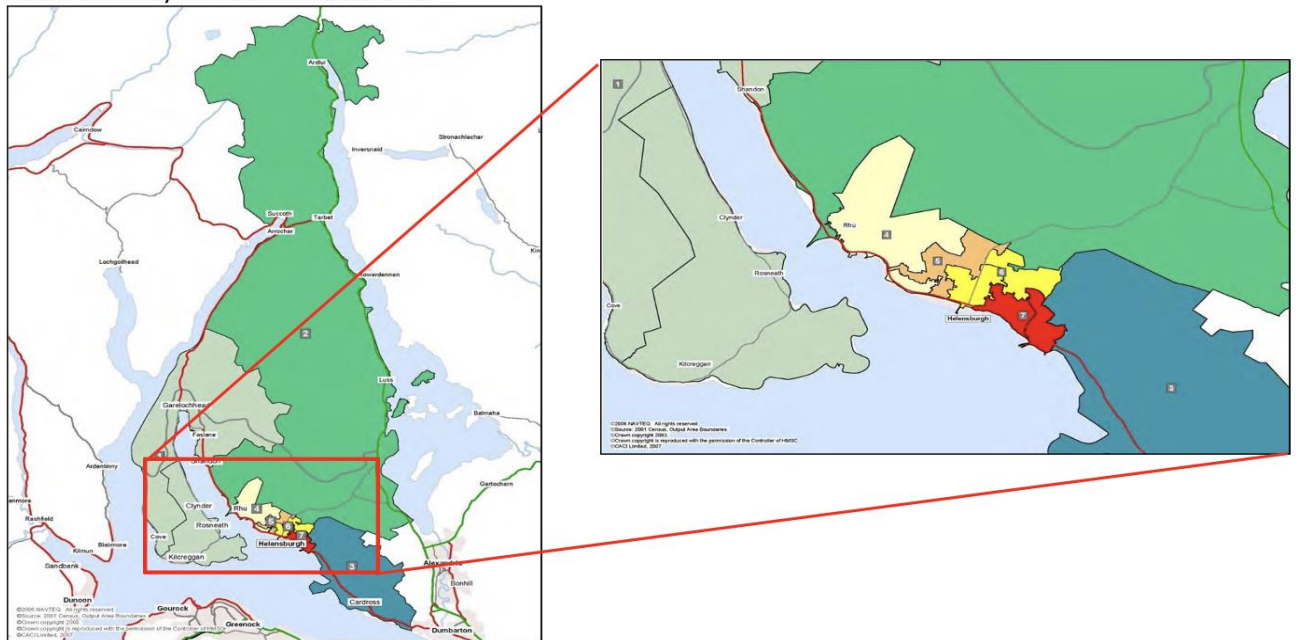 Ardlui
Cairndow
Stronachlachar
Inversnaid
Succoth
Tarbet
Arrochar
Lochgoilhead
Rowardennan
2
Luss
Garelochhead
Balmaha
Faslane
1
Ardentinny
Shandon
Gartocharn
Clynder
Rhu
4
Rosneath
5
6
7
Rashfield
Blairmore
Cove
Helensburgh
Kilmun
Kilcreggan
3
Alexandria
Sandbank
Bonhill
Dunoon
Cardross
Gourock
Greenock
Dumbarton
©2006 NAVTEQ. All rights reserved.
©Source: 2001 Census, Output Area Boundaries
©Crown copyright 2003
©Crown copyright is reproduced with the permission of the Controller of HMSO
©CACI Limited, 2007
1
Shandon
Clynder
Rhu
4
5
Rosneath
6
Cove
Helensburgh
7
Kilcreggan
3
©2006 NAVTEQ. All rights reserved.
©Source: 2001 Census, Output Area Boundaries
©Crown copyright 2003
©Crown copyright is reproduced with the permission of the Controller of HMSO
©CACI Limited, 2007